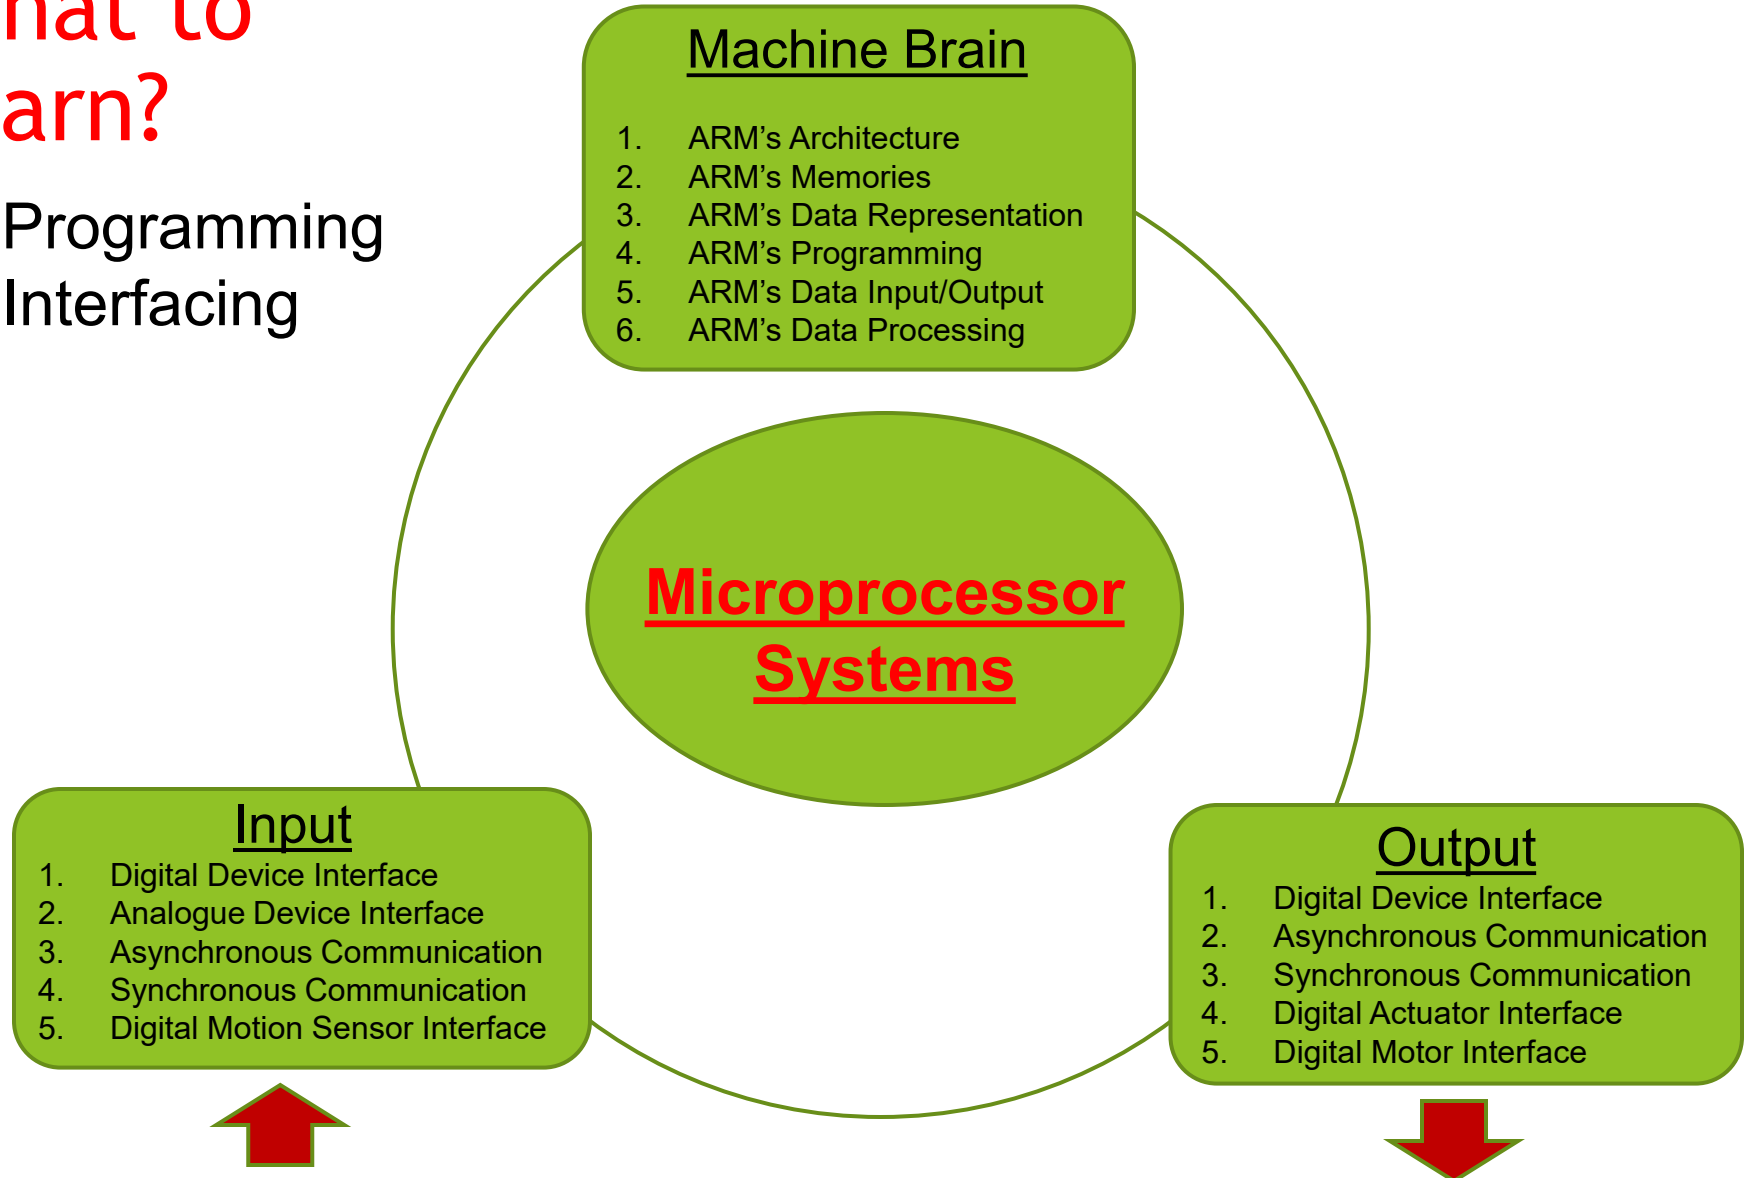 hat to
arn?
Programming
Interfacing
Machine Brain
1. ARM's Architecture
2. ARM's Memories
3. ARM's Data Representation
4. ARM's Programming
5. ARM's Data Input/Output
6. ARM's Data Processing
Microprocessor
Systems
Input
1. Digital Device Interface
2. Analogue Device Interface
3. Asynchronous Communication
4. Synchronous Communication
5. Digital Motion Sensor Interface
Output
1. Digital Device Interface
2. Asynchronous Communication
3. Synchronous Communication
4. Digital Actuator Interface
5. Digital Motor Interface